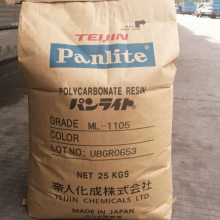 TEIJIN
Panlite
POLYCARBONATE RESIN
パンライト
GRADE ML-1105
COLOR
LOT NO. U8GR0653
NET 25 KGS
帝人化成株式会社
TEIJIN CHEMICALS LTD.
MADE IN JAPAN